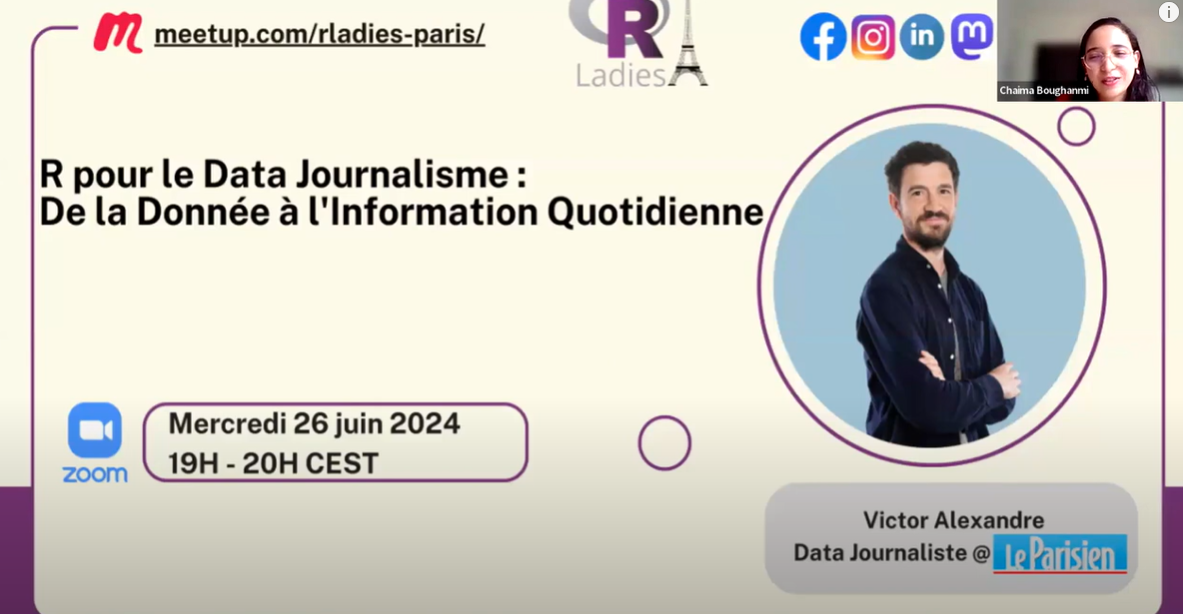 meetup.com/rladies-paris/
R
Ladies
in
m
i
Chaima Boughanmi
R pour le Data Journalisme :
De la Donnée à l'Information Quotidienne
zoom
Mercredi 26 juin 2024
19H - 20H CEST
Victor Alexandre
Data Journaliste @ Le Parisien